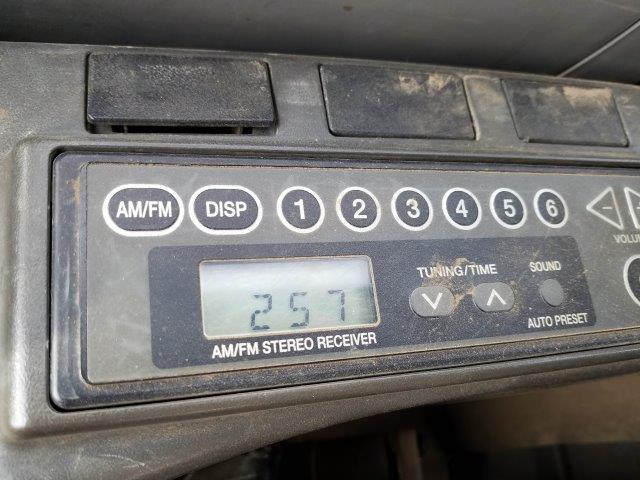 AM/FM DISP 1 2 3 4 5 6
VOLUM
TUNING/TIME SOUND
257
AUTO PRESET
AM/FM STEREO RECEIVER